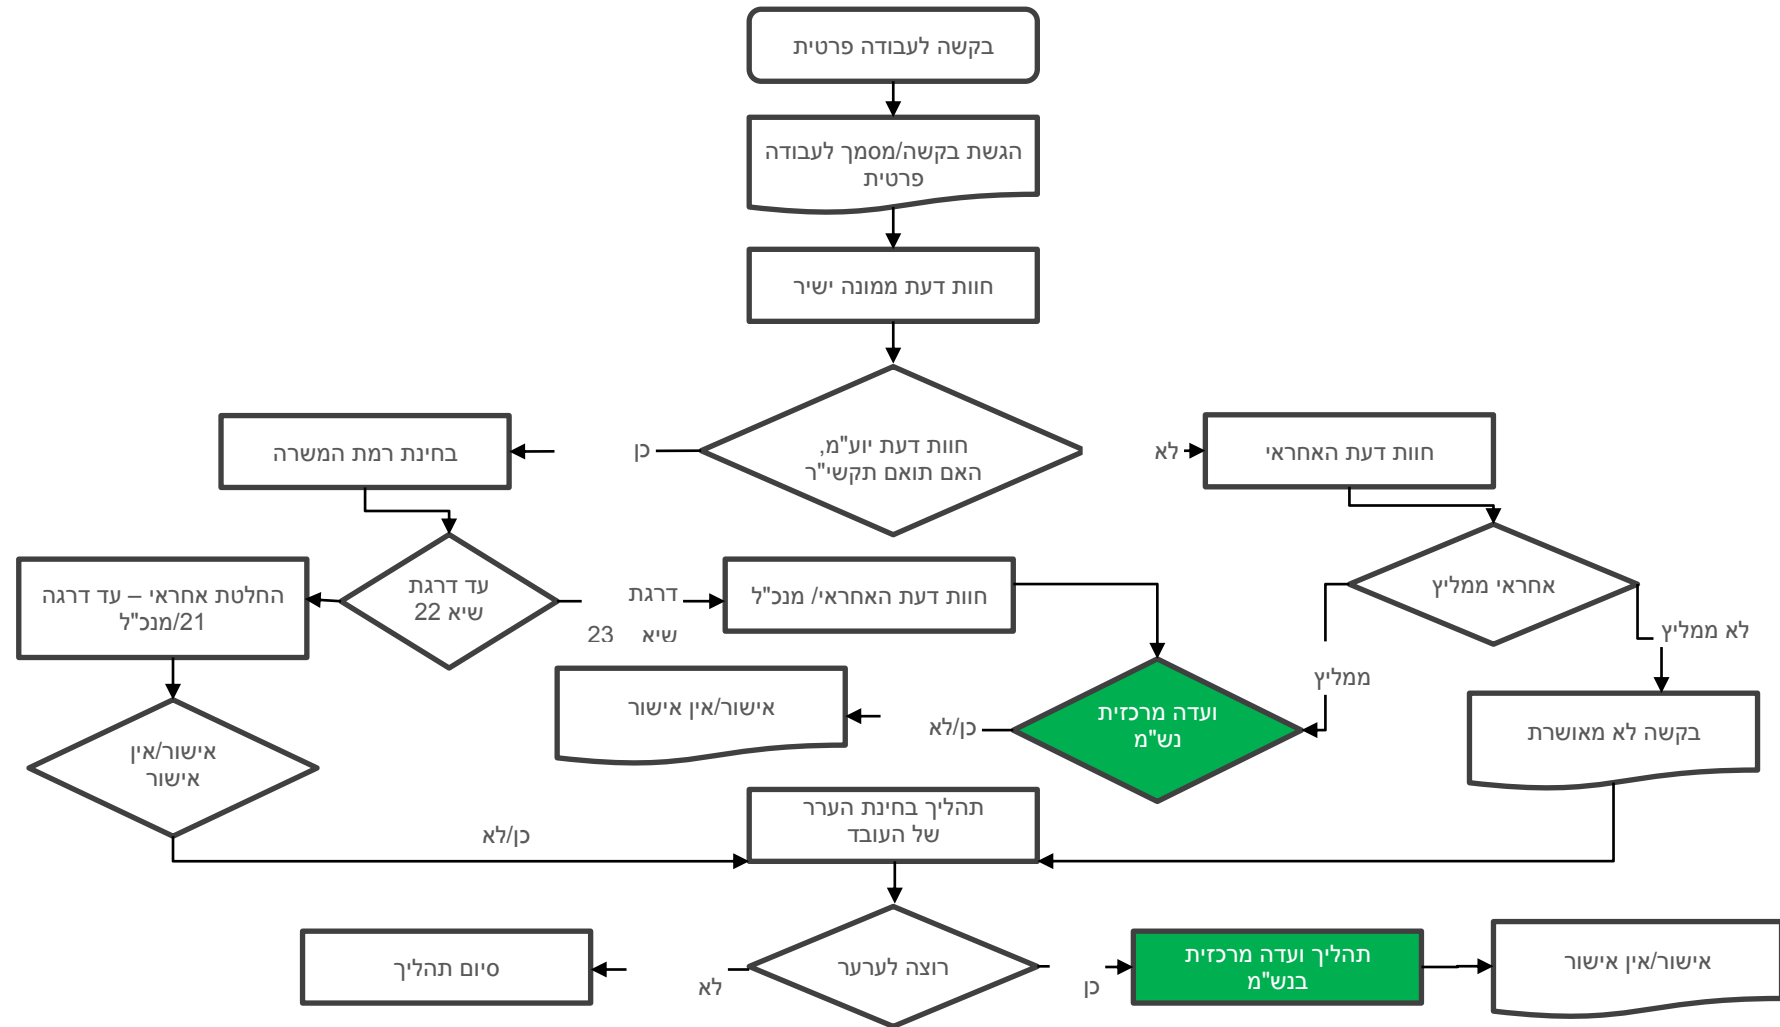 בקשה לעבודה פרטית
הגשת בקשה/מסמך לעבודה
פרטית
חוות דעת ממונה ישיר
חוות דעת יוע"מ,
האם תואם תקשי"ר
לא
חוות דעת האחראי
כן
בחינת רמת המשרה
אחראי ממליץ
עד דרגת
שיא 22
דרגת
שיא 23
חוות דעת האחראי/ מנכ"ל
החלטת אחראי – עד דרגה
21/מנכ"ל
לא ממליץ
ממליץ
בקשה לא מאושרת
ועדה מרכזית
נש"מ
כן/לא
אישור/אין אישור
אישור/אין
אישור
כן/לא
תהליך בחינת הערר
של העובד
רוצה לערער
כן
תהליך ועדה מרכזית
בנש"מ
אישור/אין אישור
לא
סיום תהליך